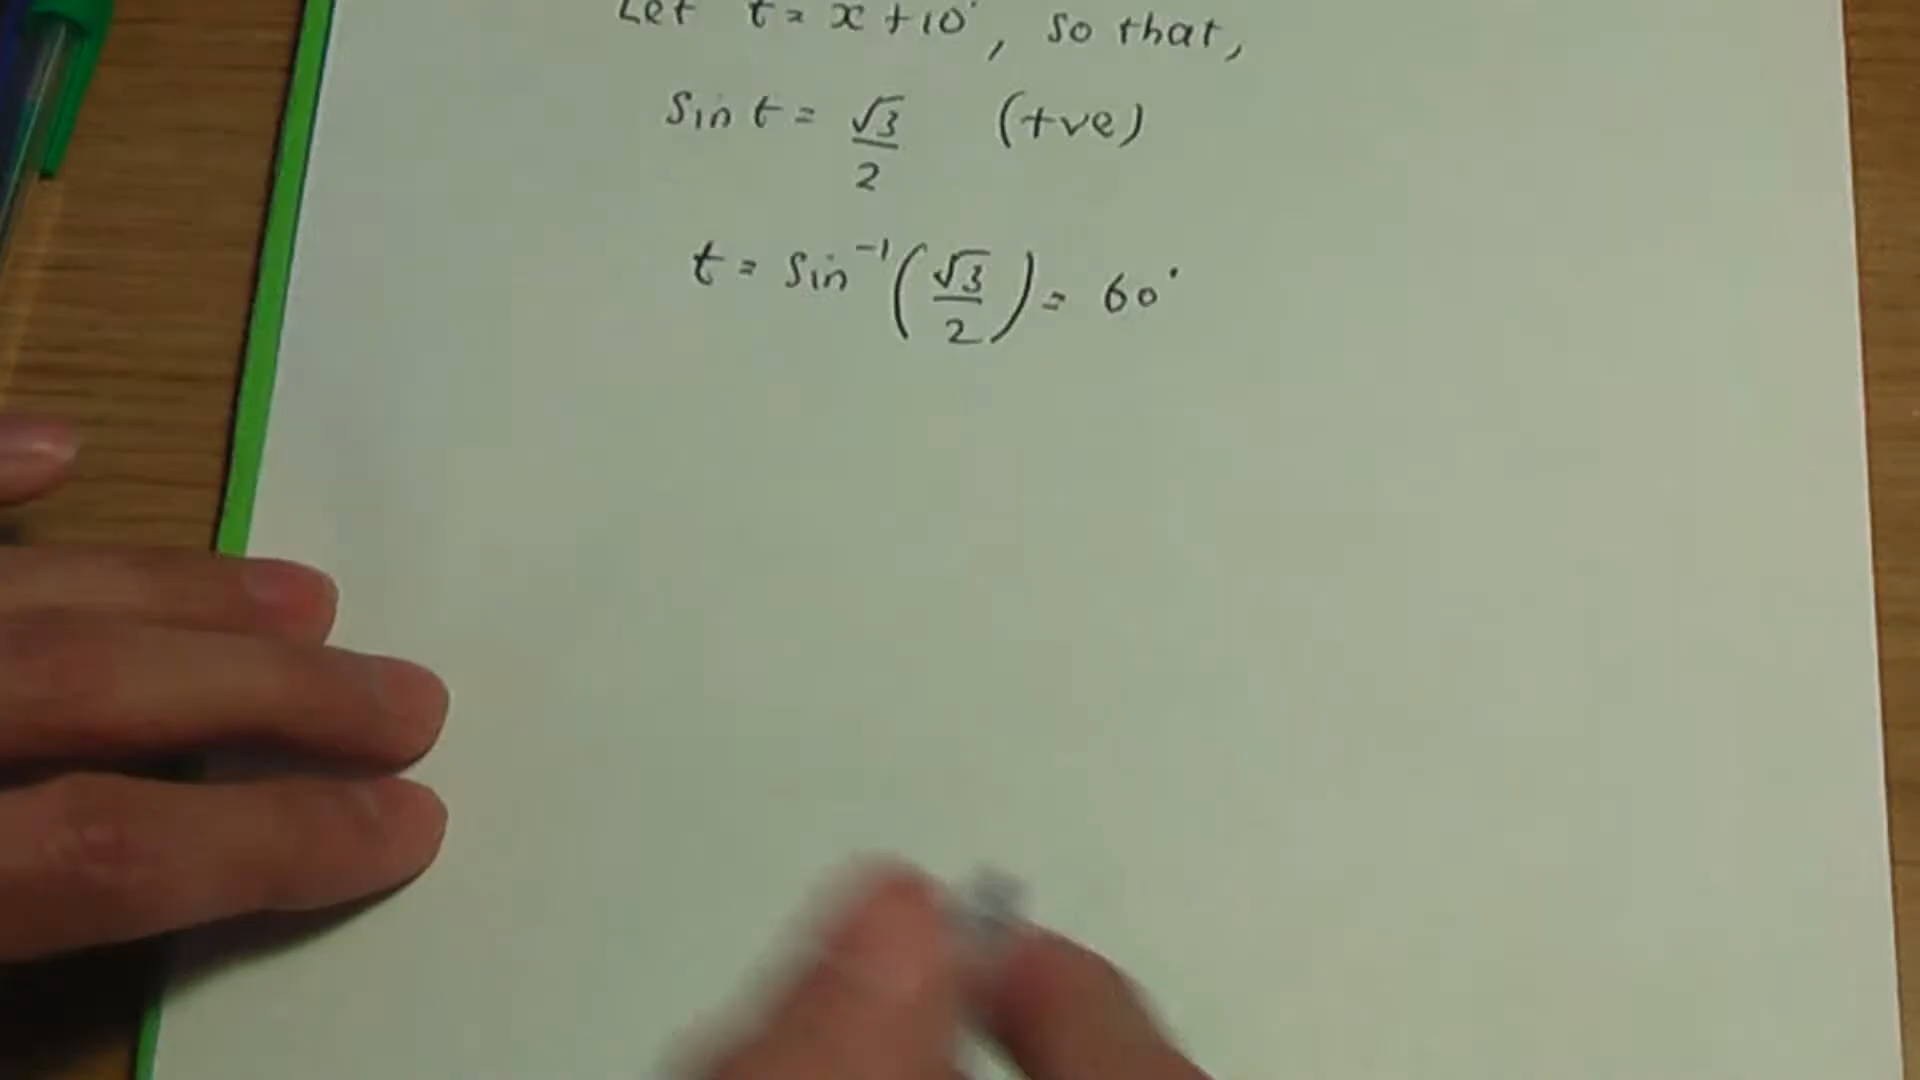 Let t = x + 10°, so that,
sin t = √3/2 (+ve)
t = sin⁻¹(√3/2) = 60°